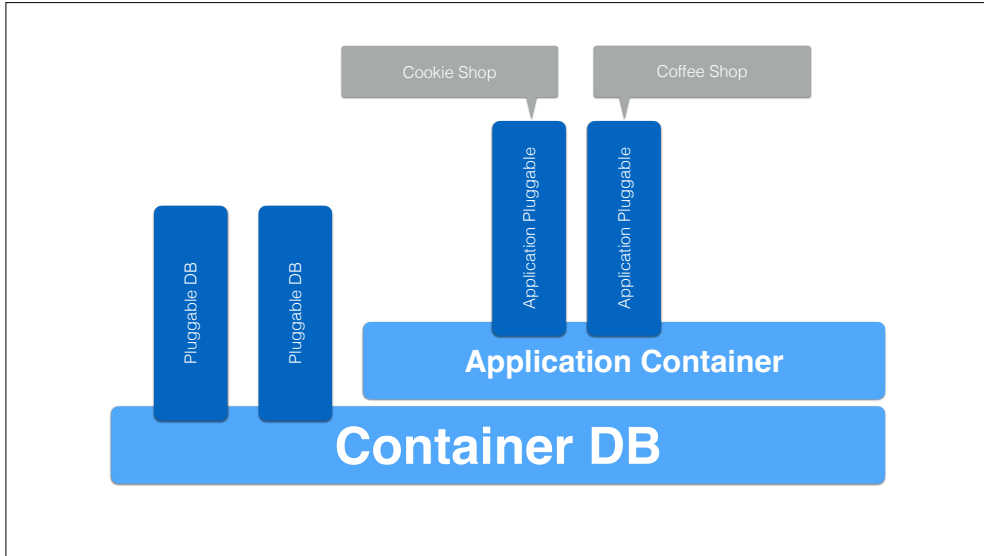 Cookie Shop
Coffee Shop
Application Pluggable
Application Pluggable
Pluggable DB
Pluggable DB
Application Container
Container DB